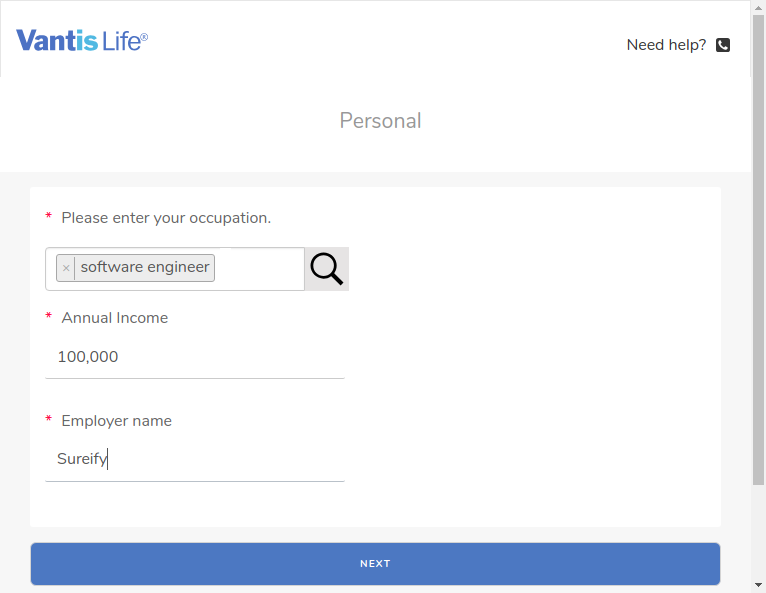 Vantis Life®
Need help?
Personal
* Please enter your occupation.
× software engineer
* Annual Income
100,000
* Employer name
Sureify
NEXT